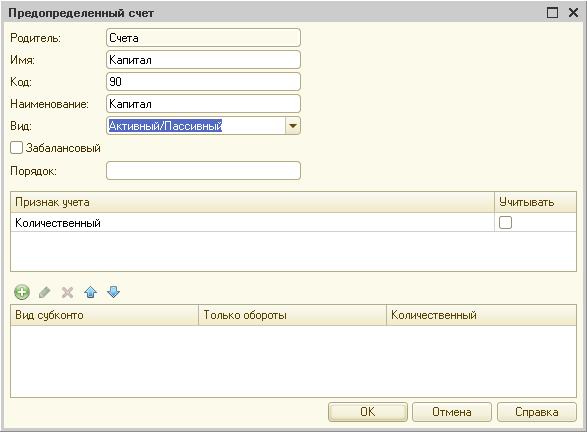 Предопределенный счет
Родитель: Счета
Имя: Капитал
Код: 90
Наименование: Капитал
Вид: Активный/Пассивный
Забалансовый
Порядок:
Признак учета Учитывать
Количественный
Вид субконто Только обороты Количественный
ОК Отмена Справка